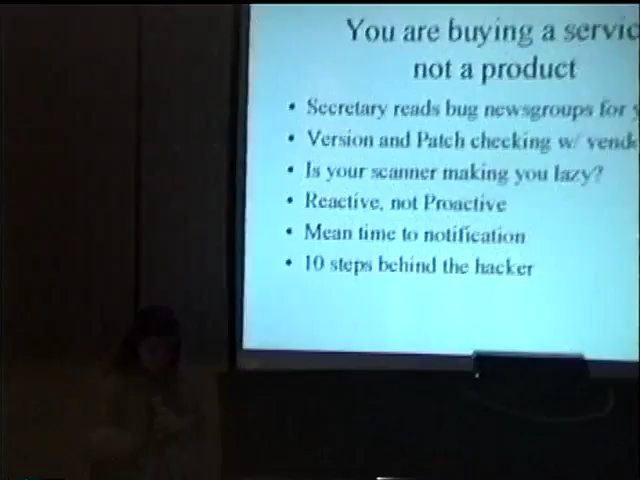 You are buying a servic
not a product
• Secretary reads bug newsgroups for y
• Version and Patch checking w/ vend
• Is your scanner making you lazy?
• Reactive, not Proactive
• Mean time to notification
• 10 steps behind the hacker